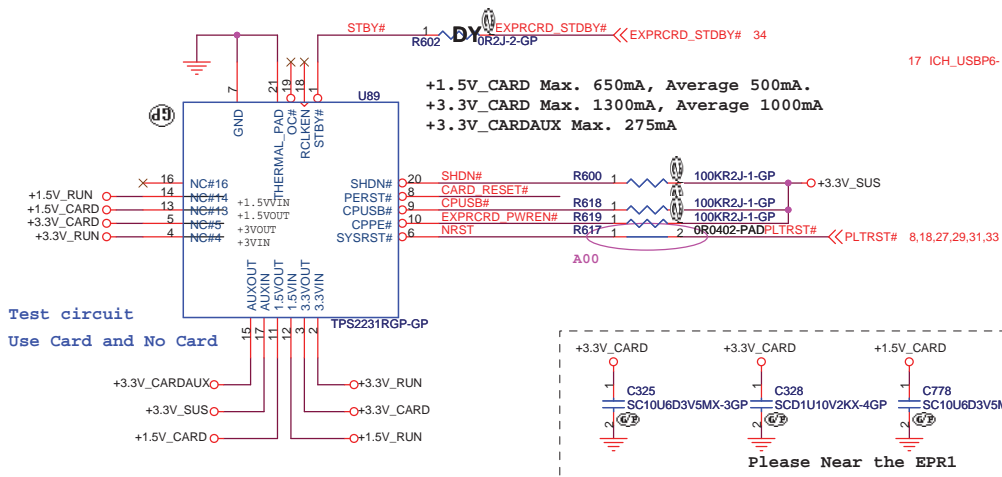 STBY#
1
R602
DY
0R2J-2-GP
EXPRCRD_STDBY#
EXPRCRD_STDBY# 34
17 ICH_USBP6-
+1.5V_CARD Max. 650mA, Average 500mA.
+3.3V_CARD Max. 1300mA, Average 1000mA
+3.3V_CARDAUX Max. 275mA
7
21
19
18
1
U89
GP
GND
THERMAL_PAD
OC#
RCLKEN
STBY#
16 NC#16
+1.5V_RUN 14 NC#14 +1.5VVIN
+1.5V_CARD 13 NC#13 +1.5VOUT
+3.3V_CARD 5 NC#5 +3VOUT
+3.3V_RUN 4 NC#4 +3VIN
SHDN# 20 SHDN# R600 1 100KR2J-1-GP +3.3V_SUS
PERST# 8 CARD_RESET#
CPUSB# 9 CPUSB# R618 1 100KR2J-1-GP
CPPE# 10 EXPRCRD_PWREN# R619 1 100KR2J-1-GP
SYSRST# 6 NRST R617 1 2 0R0402-PAD PLTRST# PLTRST# 8,18,27,29,31,33
A00
AUXOUT
AUXIN
1.5VOUT
1.5VIN
3.3VOUT
3.3VIN
TPS2231RGP-GP
15
17
11
12
3
2
Test circuit
Use Card and No Card
+3.3V_CARDAUX
+3.3V_RUN
+3.3V_SUS
+3.3V_CARD
+1.5V_CARD
+1.5V_RUN
+3.3V_CARD
+3.3V_CARD
+1.5V_CARD
1 C325
SC10U6D3V5MX-3GP
2
1 C328
SCD1U10V2KX-4GP
2
1 C778
SC10U6D3V5M
2
Please Near the EPR1